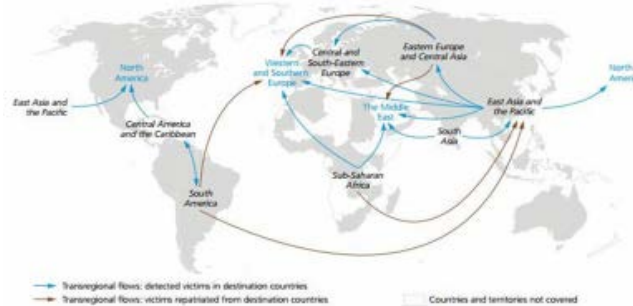 North
America
East Asia and
the Pacific
Central America
and the Caribbean
South
America
Western
and Southern
Europe
Central and
South-Eastern
Europe
Eastern Europe
and Central Asia
The Middle
East
South
Asia
Sub-Saharan
Africa
East Asia and
the Pacific
North
Transregional flows: detected victims in destination countries
Transregional flows: victims repatriated from destination countries
Countries and territories not covered